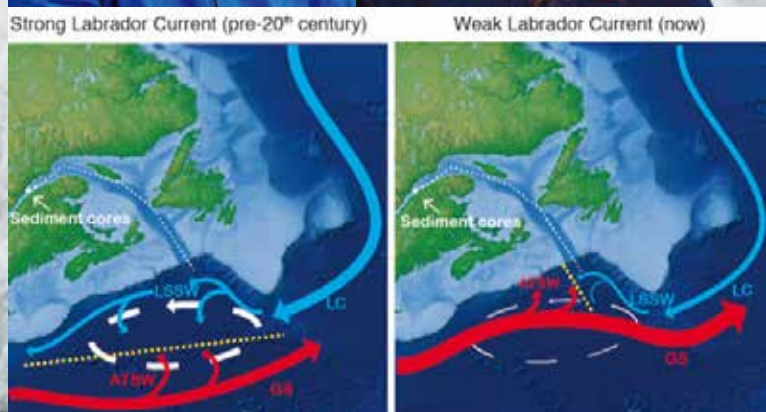 Strong Labrador Current (pre-20th century)
Weak Labrador Current (now)
Sediment cores
LSSW
LC
ATSW
GS
Sediment cores
ATSW
LSSW
LC
GS